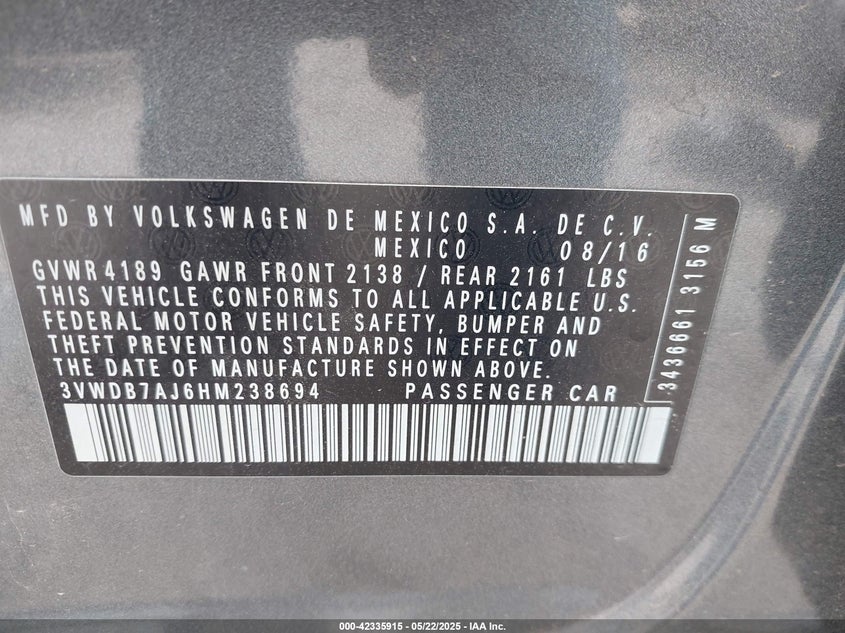 MFD BY VOLKSWAGEN DE MEXICO S.A. DE C.V.
MEXICO 08/16
GVWR 4189 GAWR FRONT 2138 / REAR 2161 LBS
THIS VEHICLE CONFORMS TO ALL APPLICABLE U.S.
FEDERAL MOTOR VEHICLE SAFETY, BUMPER AND
THEFT PREVENTION STANDARDS IN EFFECT ON
THE DATE OF MANUFACTURE SHOWN ABOVE.
3VWDB7AJ6HM238694 PASSENGER CAR
3436661 3156 M
000-42335915 - 05/22/2025 - IAA Inc.